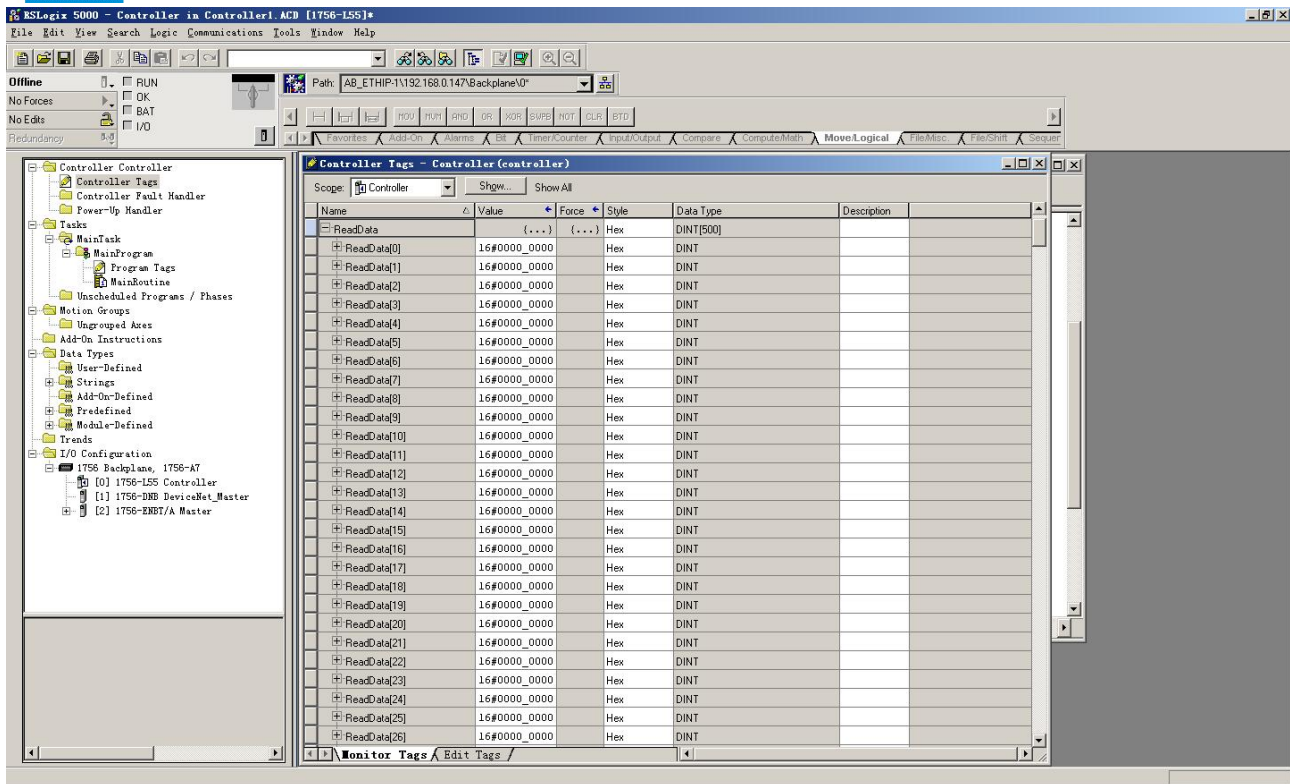 RSLogix 5000 - Controller in Controller1.ACD [1756-L55]*
File Edit View Search Logic Communications Tools Window Help
Offline
RUN
No Forces
OK
No Edits
BAT
Redundancy
I/O
Path: AB_ETHIP-1\192.168.0.147\Backplane\0*
MOV MVM AND OR XOR SWPB NOT CLR BTD
Favorites Add-On Alarms Bit Timer/Counter Input/Output Compare Compute/Math Move/Logical File/Misc. File/Shift Sequer
Controller Controller
Controller Tags
Controller Fault Handler
Power-Up Handler
Tasks
MainTask
MainProgram
Program Tags
MainRoutine
Unscheduled Programs / Phases
Motion Groups
Ungrouped Axes
Add-On Instructions
Data Types
User-Defined
Strings
Add-On-Defined
Predefined
Module-Defined
Trends
I/O Configuration
1756 Backplane, 1756-A7
[0] 1756-L55 Controller
[1] 1756-DNB DeviceNet_Master
[2] 1756-ENBT/A Master
Controller Tags - Controller(controller)
Scope: Controller Show... Show All
Name Value Force Style Data Type Description
ReadData {...} {...} Hex DINT[500]
ReadData[0] 16#0000_0000 Hex DINT
ReadData[1] 16#0000_0000 Hex DINT
ReadData[2] 16#0000_0000 Hex DINT
ReadData[3] 16#0000_0000 Hex DINT
ReadData[4] 16#0000_0000 Hex DINT
ReadData[5] 16#0000_0000 Hex DINT
ReadData[6] 16#0000_0000 Hex DINT
ReadData[7] 16#0000_0000 Hex DINT
ReadData[8] 16#0000_0000 Hex DINT
ReadData[9] 16#0000_0000 Hex DINT
ReadData[10] 16#0000_0000 Hex DINT
ReadData[11] 16#0000_0000 Hex DINT
ReadData[12] 16#0000_0000 Hex DINT
ReadData[13] 16#0000_0000 Hex DINT
ReadData[14] 16#0000_0000 Hex DINT
ReadData[15] 16#0000_0000 Hex DINT
ReadData[16] 16#0000_0000 Hex DINT
ReadData[17] 16#0000_0000 Hex DINT
ReadData[18] 16#0000_0000 Hex DINT
ReadData[19] 16#0000_0000 Hex DINT
ReadData[20] 16#0000_0000 Hex DINT
ReadData[21] 16#0000_0000 Hex DINT
ReadData[22] 16#0000_0000 Hex DINT
ReadData[23] 16#0000_0000 Hex DINT
ReadData[24] 16#0000_0000 Hex DINT
ReadData[25] 16#0000_0000 Hex DINT
ReadData[26] 16#0000_0000 Hex DINT
Monitor Tags Edit Tags